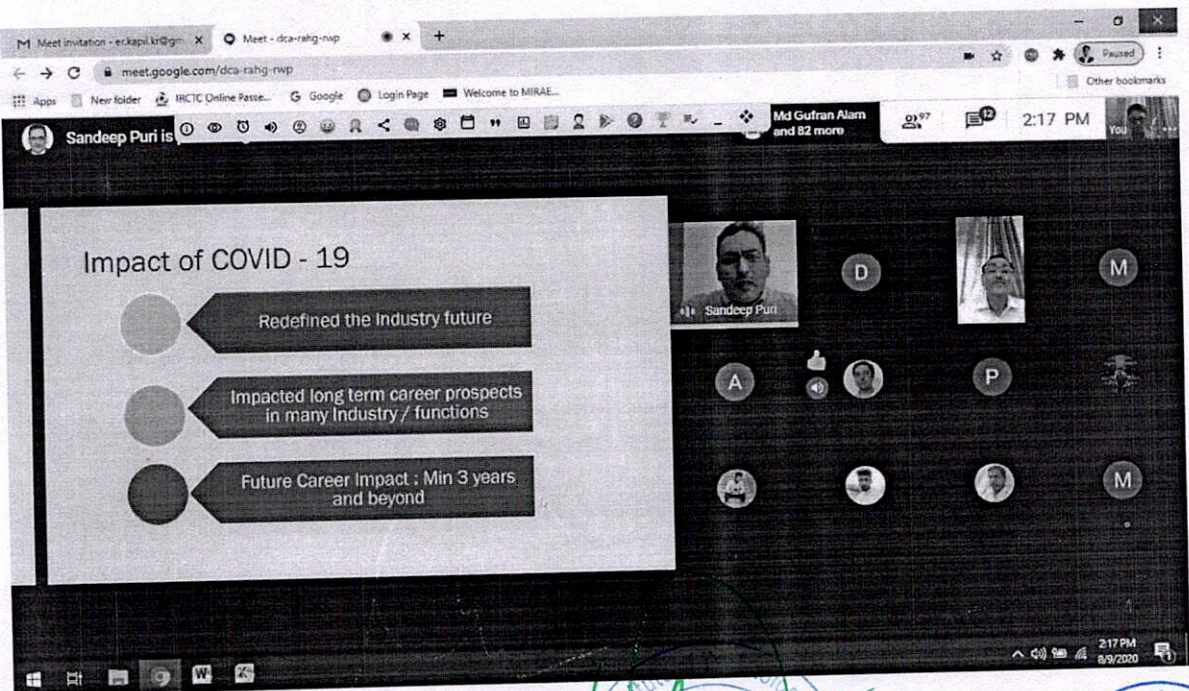 Meet invitation - er.kapil.kr@gm
Meet - dca-rahg-rwp
meet.google.com/dca-rahg-rwp
Paused
Apps
New folder
IRCTC Online Passe...
Google
Login Page
Welcome to MIRAE...
Other bookmarks
Sandeep Puri is
Md Gufran Alam
and 82 more
97
12
2:17 PM
You
Impact of COVID - 19
Redefined the Industry future
Impacted long term career prospects
in many Industry / functions
Future Career Impact : Min 3 years
and beyond
Sandeep Puri
D
M
A
P
M
2:17 PM
8/9/2020